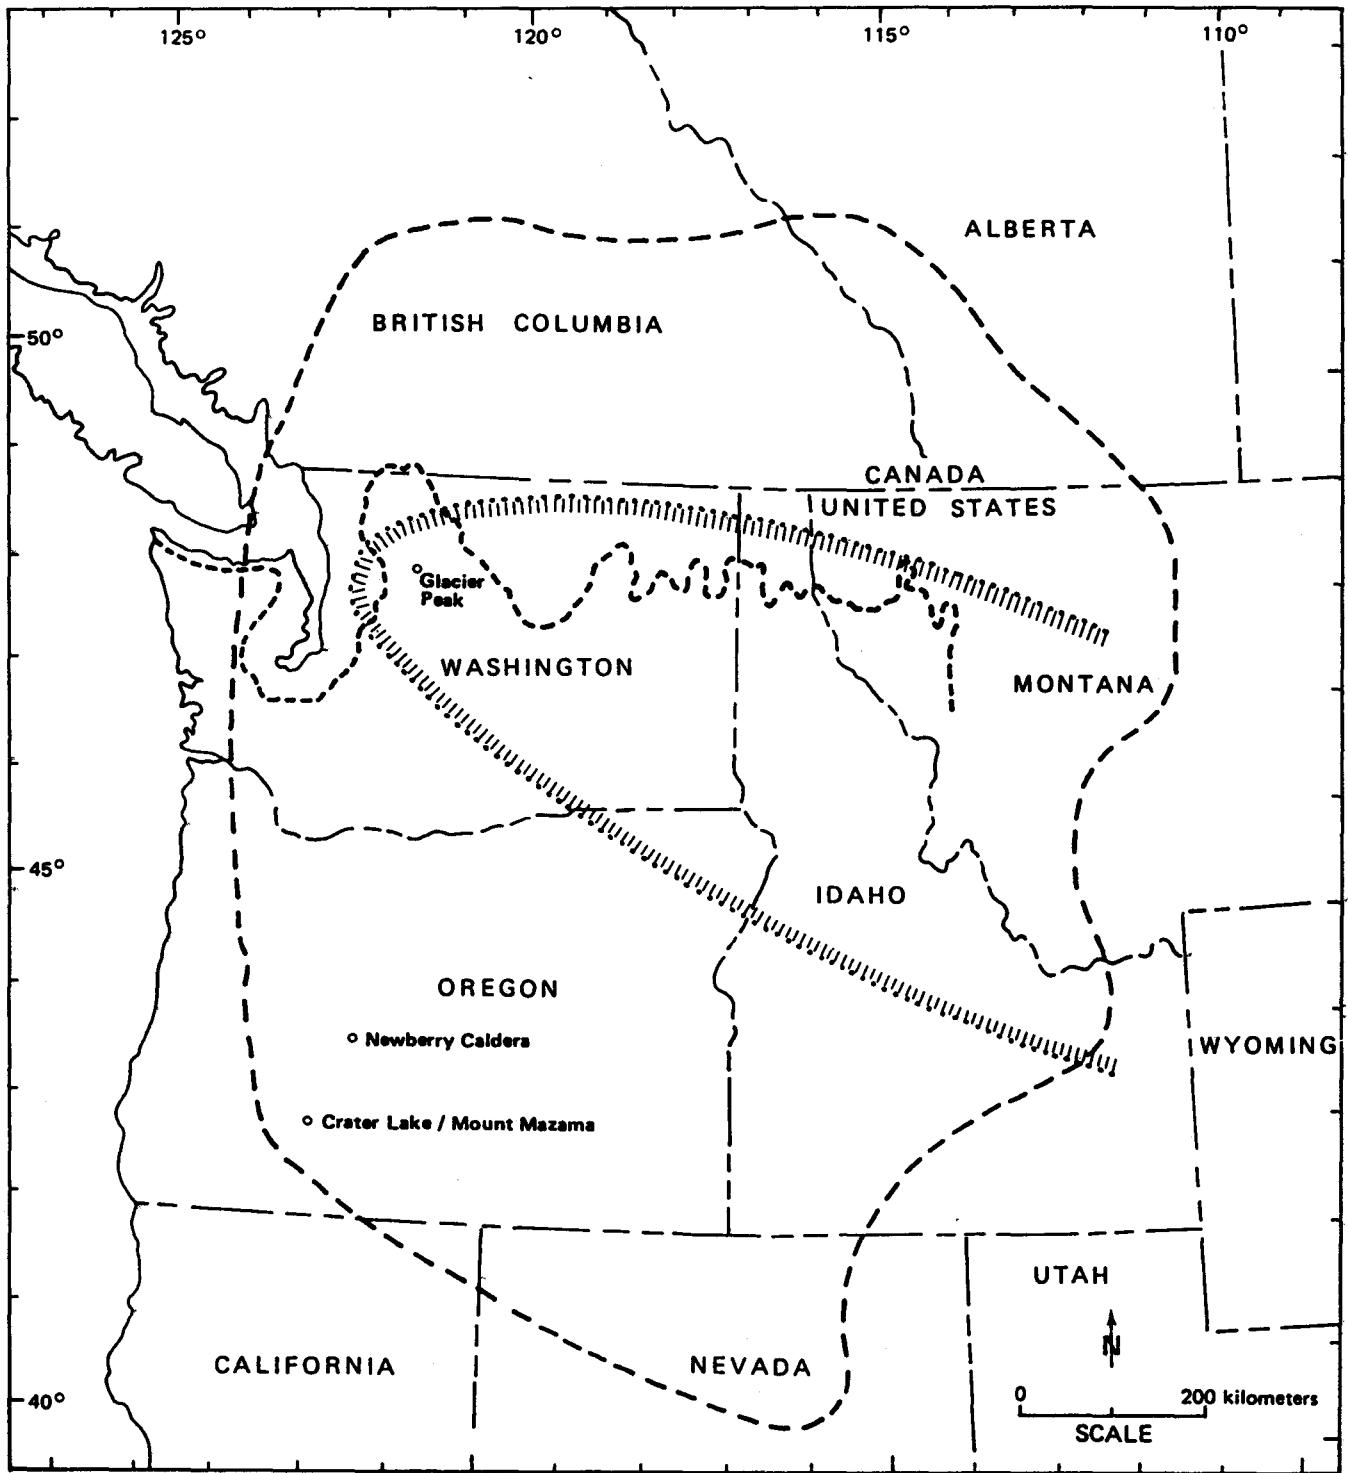 125°
120°
115°
110°
ALBERTA
BRITISH COLUMBIA
50°
CANADA
UNITED STATES
Glacier
Peak
WASHINGTON
MONTANA
45°
IDAHO
OREGON
Newberry Caldera
WYOMING
Crater Lake / Mount Mazama
UTAH
N
CALIFORNIA
NEVADA
40°
0 200 kilometers
SCALE